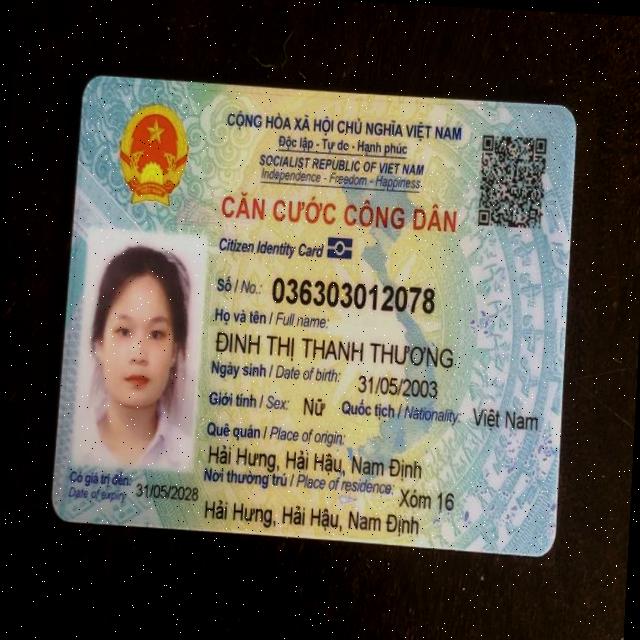 CỘNG HÒA XÃ HỘI CHỦ NGHĨA VIỆT NAM
Độc lập - Tự do - Hạnh phúc
SOCIALIST REPUBLIC OF VIET NAM
Independence - Freedom - Happiness
CĂN CƯỚC CÔNG DÂN
Citizen Identity Card
Số / No.: 036303012078
Họ và tên / Full name:
ĐINH THỊ THANH THƯƠNG
Ngày sinh / Date of birth: 31/05/2003
Giới tính / Sex: Nữ Quốc tịch / Nationality: Việt Nam
Quê quán / Place of origin:
Hải Hưng, Hải Hậu, Nam Định
Nơi thường trú / Place of residence: Xóm 16
Hải Hưng, Hải Hậu, Nam Định
Có giá trị đến: 31/05/2028
Date of expiry